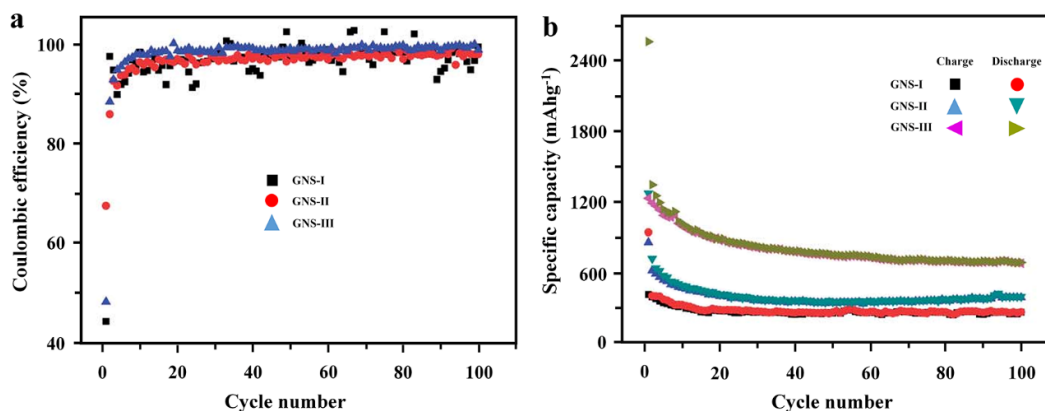 a
Coulombic efficiency (%)
100
80
60
40
0
20
40
60
80
100
Cycle number
GNS-I
GNS-II
GNS-III
b
Specific capacity (mAhg⁻¹)
2400
1800
1200
600
0
0
20
40
60
80
100
Cycle number
Charge Discharge
GNS-I
GNS-II
GNS-III